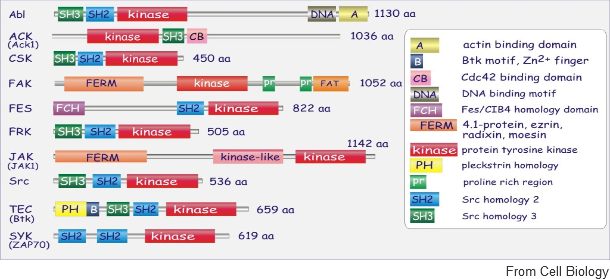 Abl SH3 SH2 kinase DNA A 1130 aa
ACK kinase SH3 CB 1036 aa
(Ack1)
CSK SH3 SH2 kinase 450 aa
FAK FERM kinase pr pr FAT 1052 aa
FES FCH SH2 kinase 822 aa
FRK SH3 SH2 kinase 505 aa
1142 aa
JAK FERM kinase-like kinase
(JAK1)
Src SH3 SH2 kinase 536 aa
TEC PH B SH3 SH2 kinase 659 aa
(Btk)
SYK SH2 SH2 kinase 619 aa
(ZAP70)
A actin binding domain
B Btk motif, Zn2+ finger
CB Cdc42 binding domain
DNA DNA binding motif
FCH Fes/CIB4 homology domain
FERM 4.1-protein, ezrin,
radixin, moesin
kinase protein tyrosine kinase
PH pleckstrin homology
pr proline rich region
SH2 Src homology 2
SH3 Src homology 3
From Cell Biology